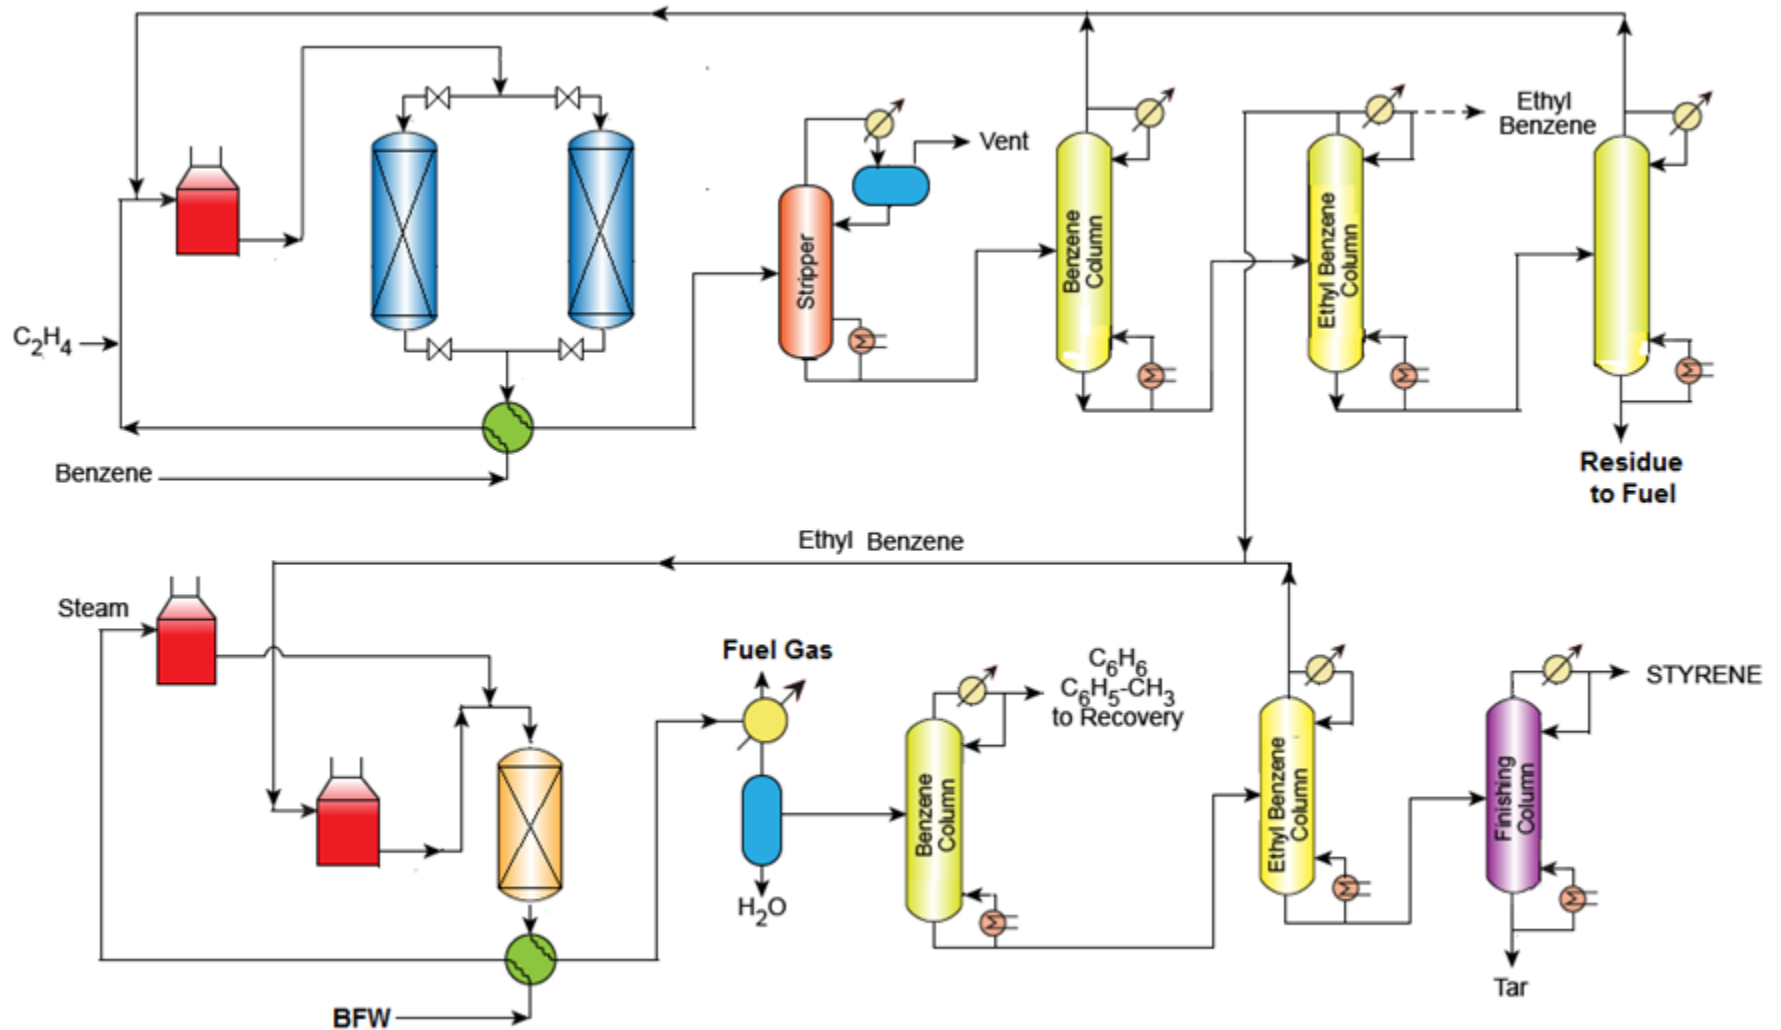 Ethyl
Benzene
Vent
Stripper
Benzene
Column
Ethyl Benzene
Column
C₂H₄
Benzene
Residue
to Fuel
Ethyl Benzene
Steam
Fuel Gas
C₆H₆
C₆H₅-CH₃
to Recovery
STYRENE
Benzene
Column
Ethyl Benzene
Column
Finishing
Column
H₂O
Tar
BFW